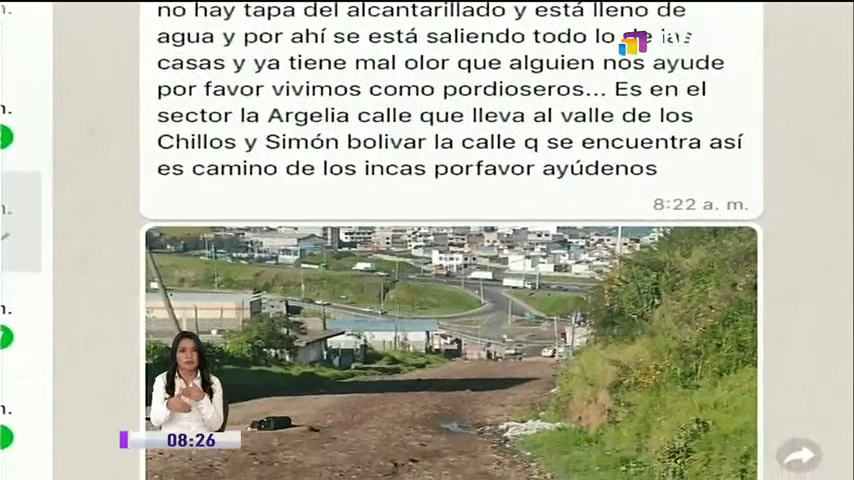 no hay tapa del alcantarillado y está lleno de
agua y por ahí se está saliendo todo lo de las
casas y ya tiene mal olor que alguien nos ayude
por favor vivimos como pordioseros... Es en el
sector la Argelia calle que lleva al valle de los
Chillos y Simón bolivar la calle q se encuentra así
es camino de los incas porfavor ayúdenos
8:22 a. m.
08:26